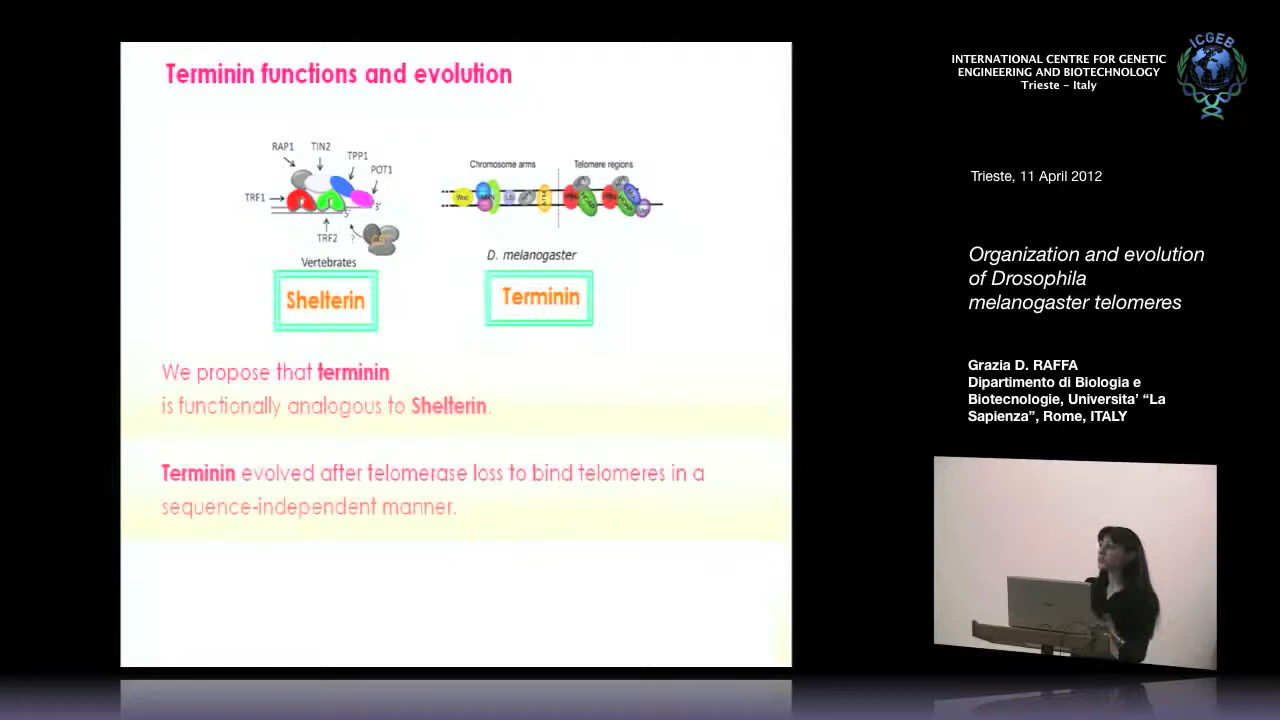 Terminin functions and evolution
RAP1
TIN2
TPP1
POT1
TRF1
3'
5'
TRF2
?
Vertebrates
Shelterin
Chromosome arms
Telomere regions
Woc
D. melanogaster
Terminin
We propose that terminin
is functionally analogous to Shelterin.
Terminin evolved after telomerase loss to bind telomeres in a
sequence-independent manner.
INTERNATIONAL CENTRE FOR GENETIC
ENGINEERING AND BIOTECHNOLOGY
Trieste – Italy
ICGEB
Trieste, 11 April 2012
Organization and evolution
of Drosophila
melanogaster telomeres
Grazia D. RAFFA
Dipartimento di Biologia e
Biotecnologie, Universita’ “La
Sapienza”, Rome, ITALY